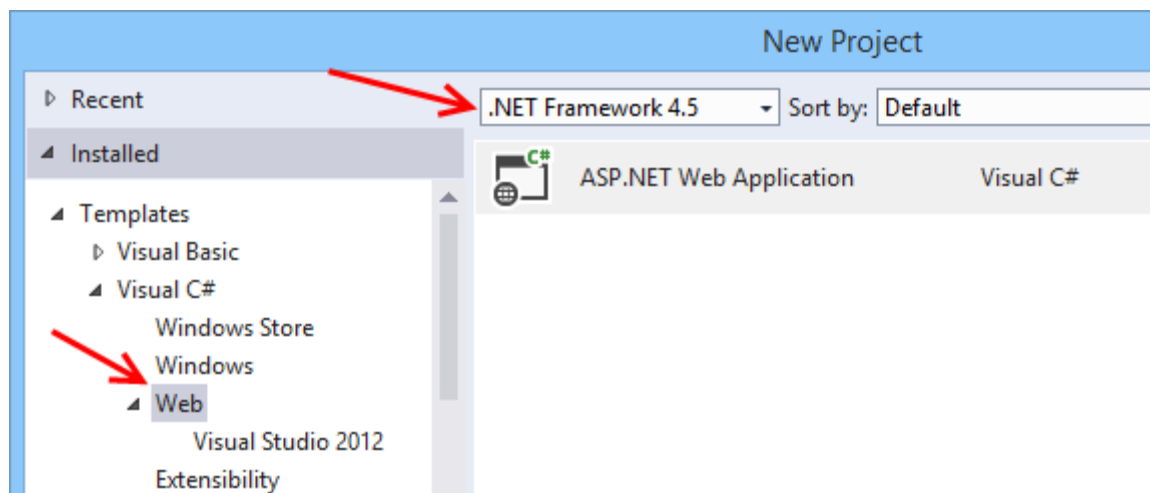 New Project
Recent
.NET Framework 4.5 Sort by: Default
Installed
C# ASP.NET Web Application Visual C#
Templates
Visual Basic
Visual C#
Windows Store
Windows
Web
Visual Studio 2012
Extensibility